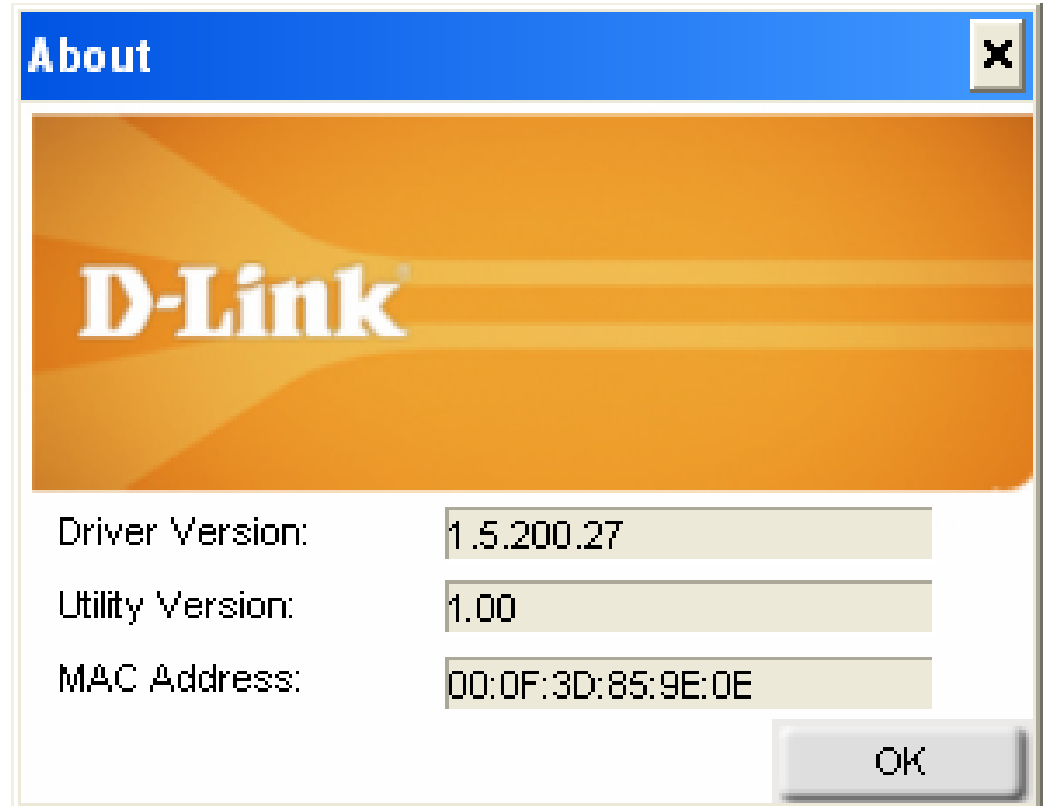 About
D-Link
Driver Version: 1.5.200.27
Utility Version: 1.00
MAC Address: 00:0F:3D:85:9E:0E
OK